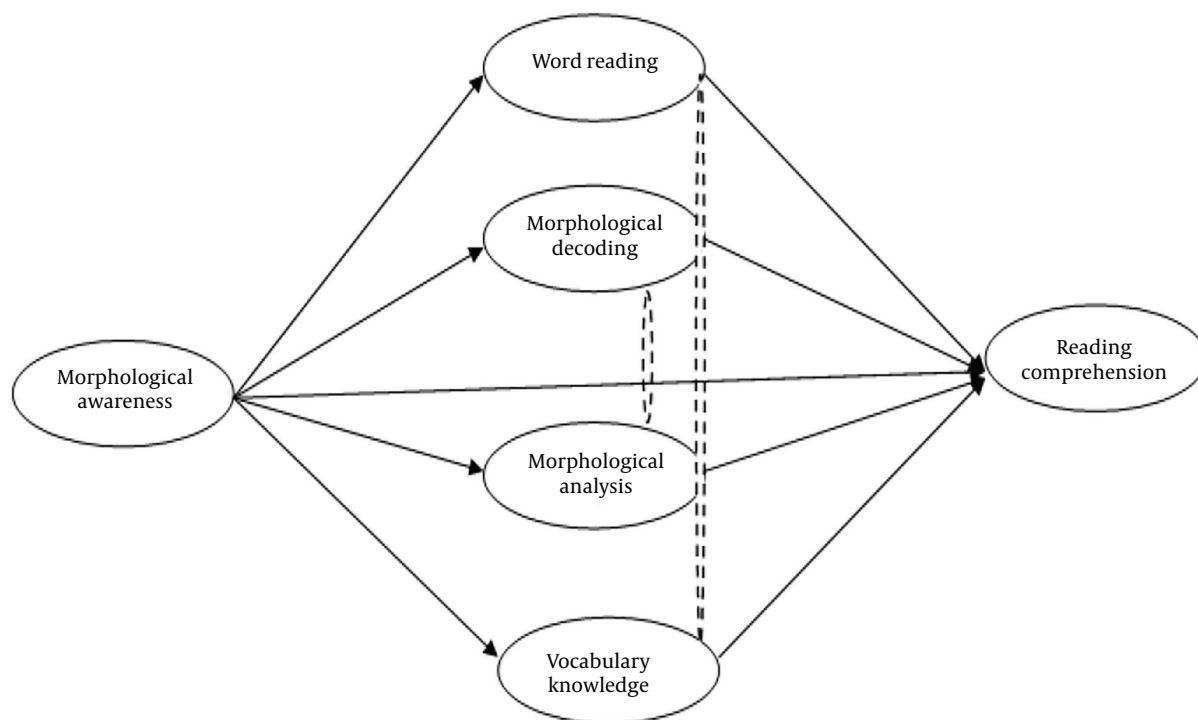 Word reading
Morphological
decoding
Morphological
awareness
Reading
comprehension
Morphological
analysis
Vocabulary
knowledge